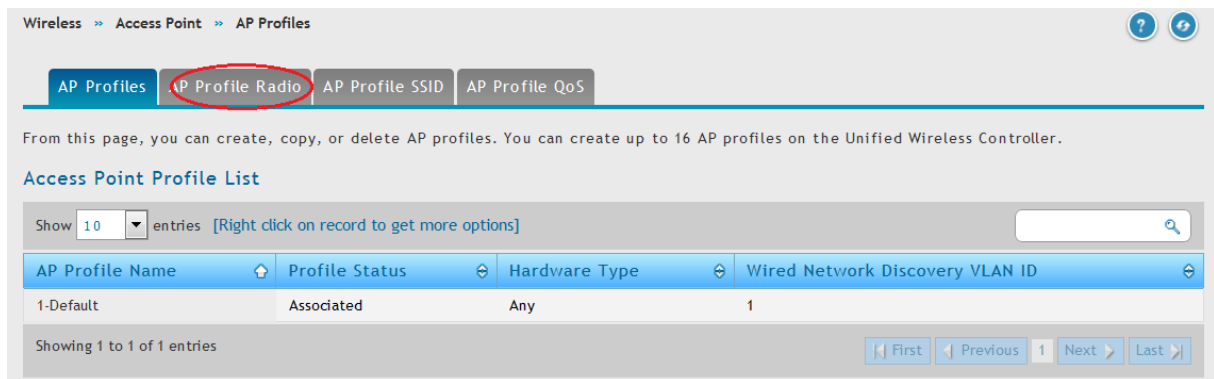 Wireless » Access Point » AP Profiles
?
AP Profiles AP Profile Radio AP Profile SSID AP Profile QoS
From this page, you can create, copy, or delete AP profiles. You can create up to 16 AP profiles on the Unified Wireless Controller.
Access Point Profile List
Show 10 entries [Right click on record to get more options]
AP Profile Name Profile Status Hardware Type Wired Network Discovery VLAN ID
1-Default Associated Any 1
Showing 1 to 1 of 1 entries First Previous 1 Next Last